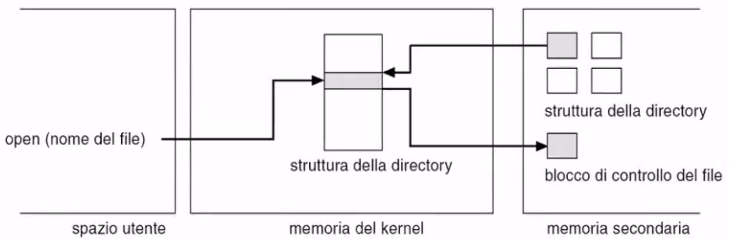 open (nome del file)
struttura della directory
struttura della directory
blocco di controllo del file
spazio utente
memoria del kernel
memoria secondaria